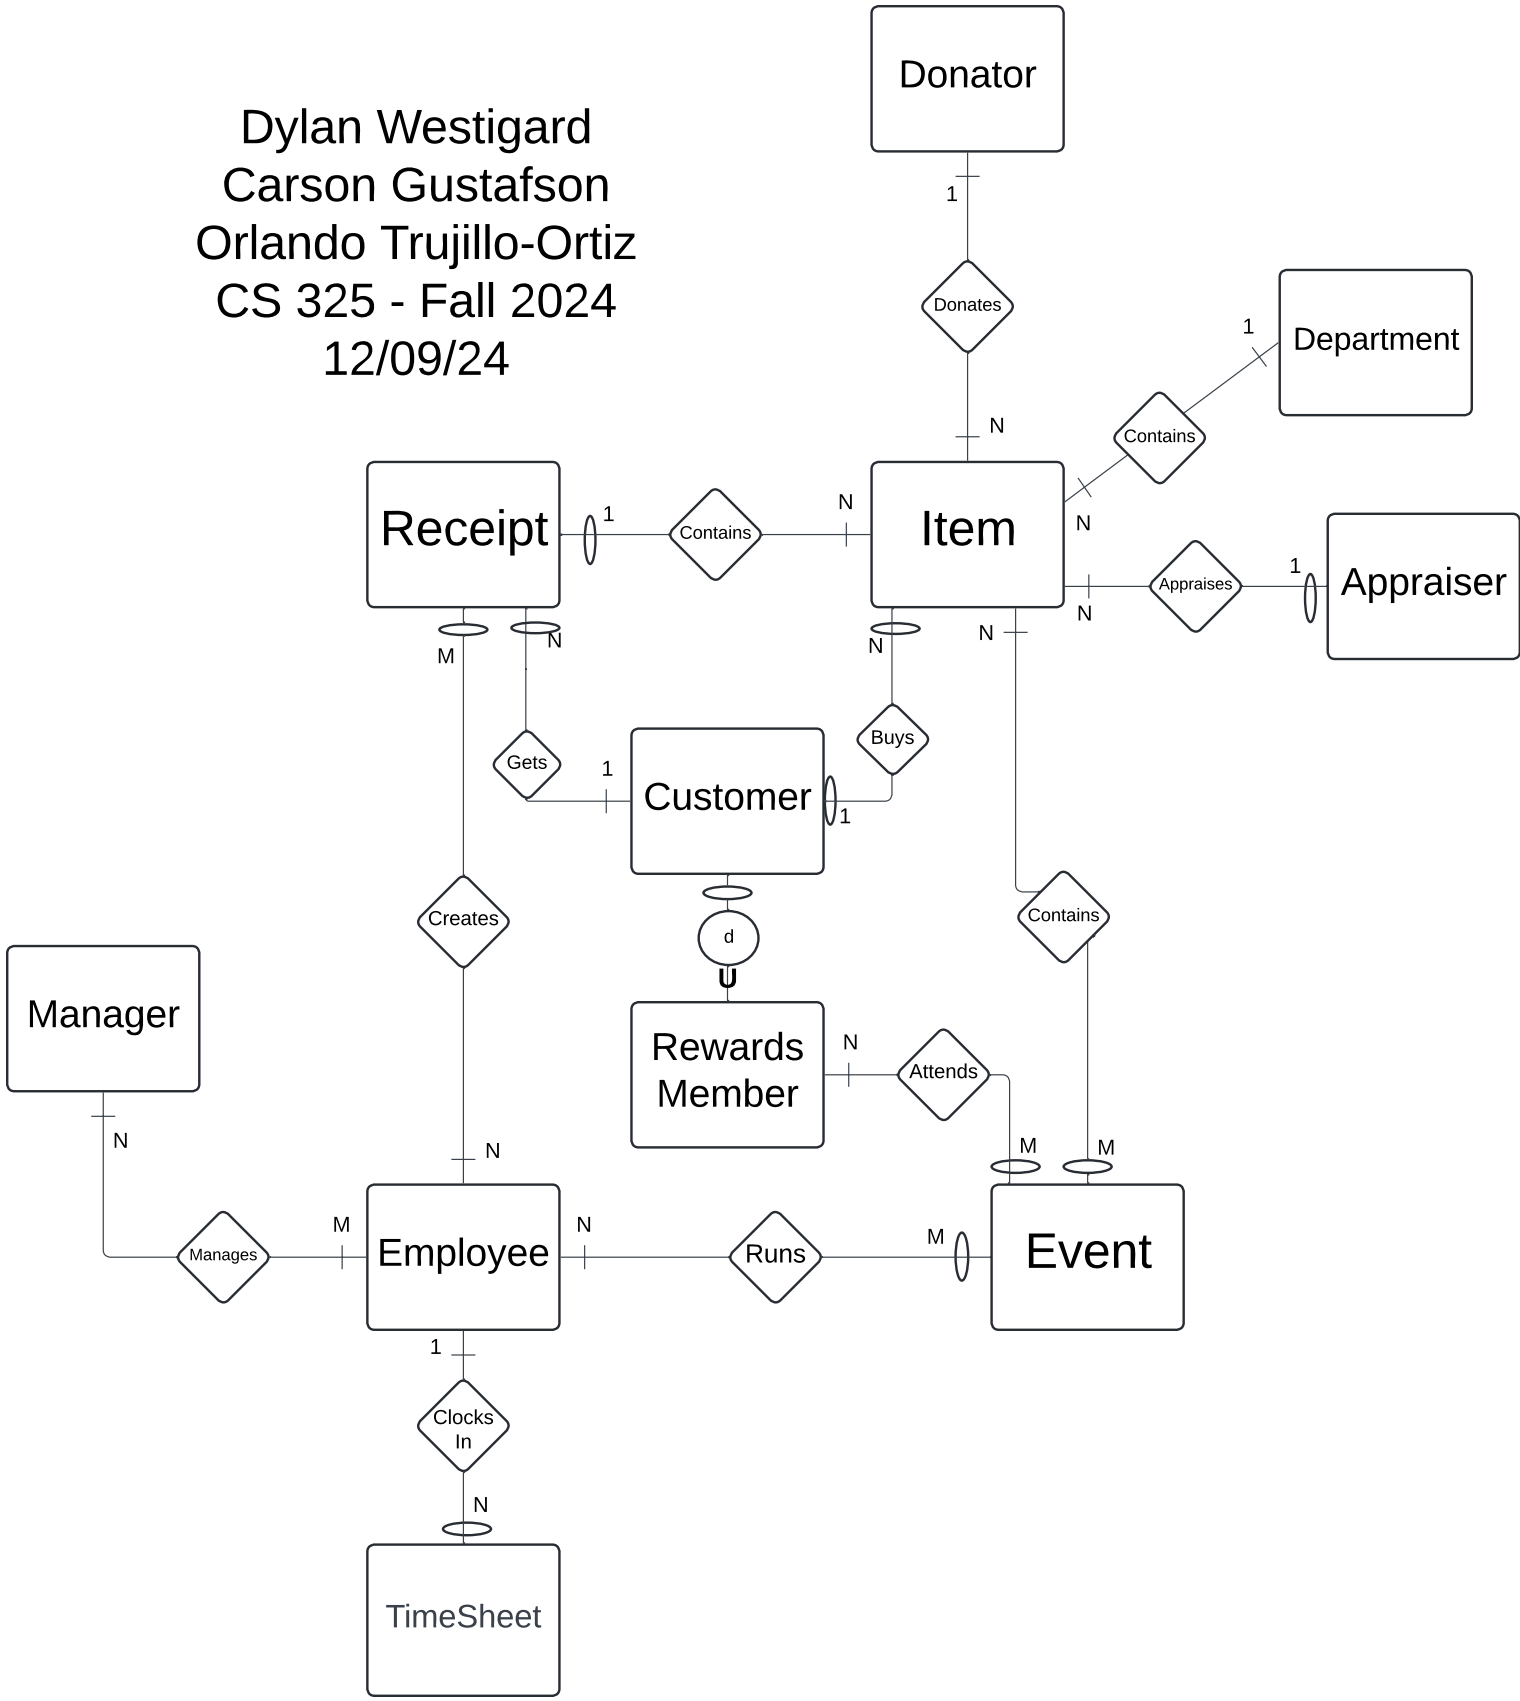 Donator
Dylan Westigard
Carson Gustafson
Orlando Trujillo-Ortiz
CS 325 - Fall 2024
12/09/24
1
Donates
N
1
Department
Contains
N
Receipt
1
Contains
N
Item
N
Appraises
1
Appraiser
M
N
N
N
Gets
1
Customer
1
Buys
Creates
d
U
Contains
Manager
N
Rewards
Member
N
Attends
M
M
N
Manages
M
Employee
N
Runs
M
Event
1
Clocks
In
N
TimeSheet